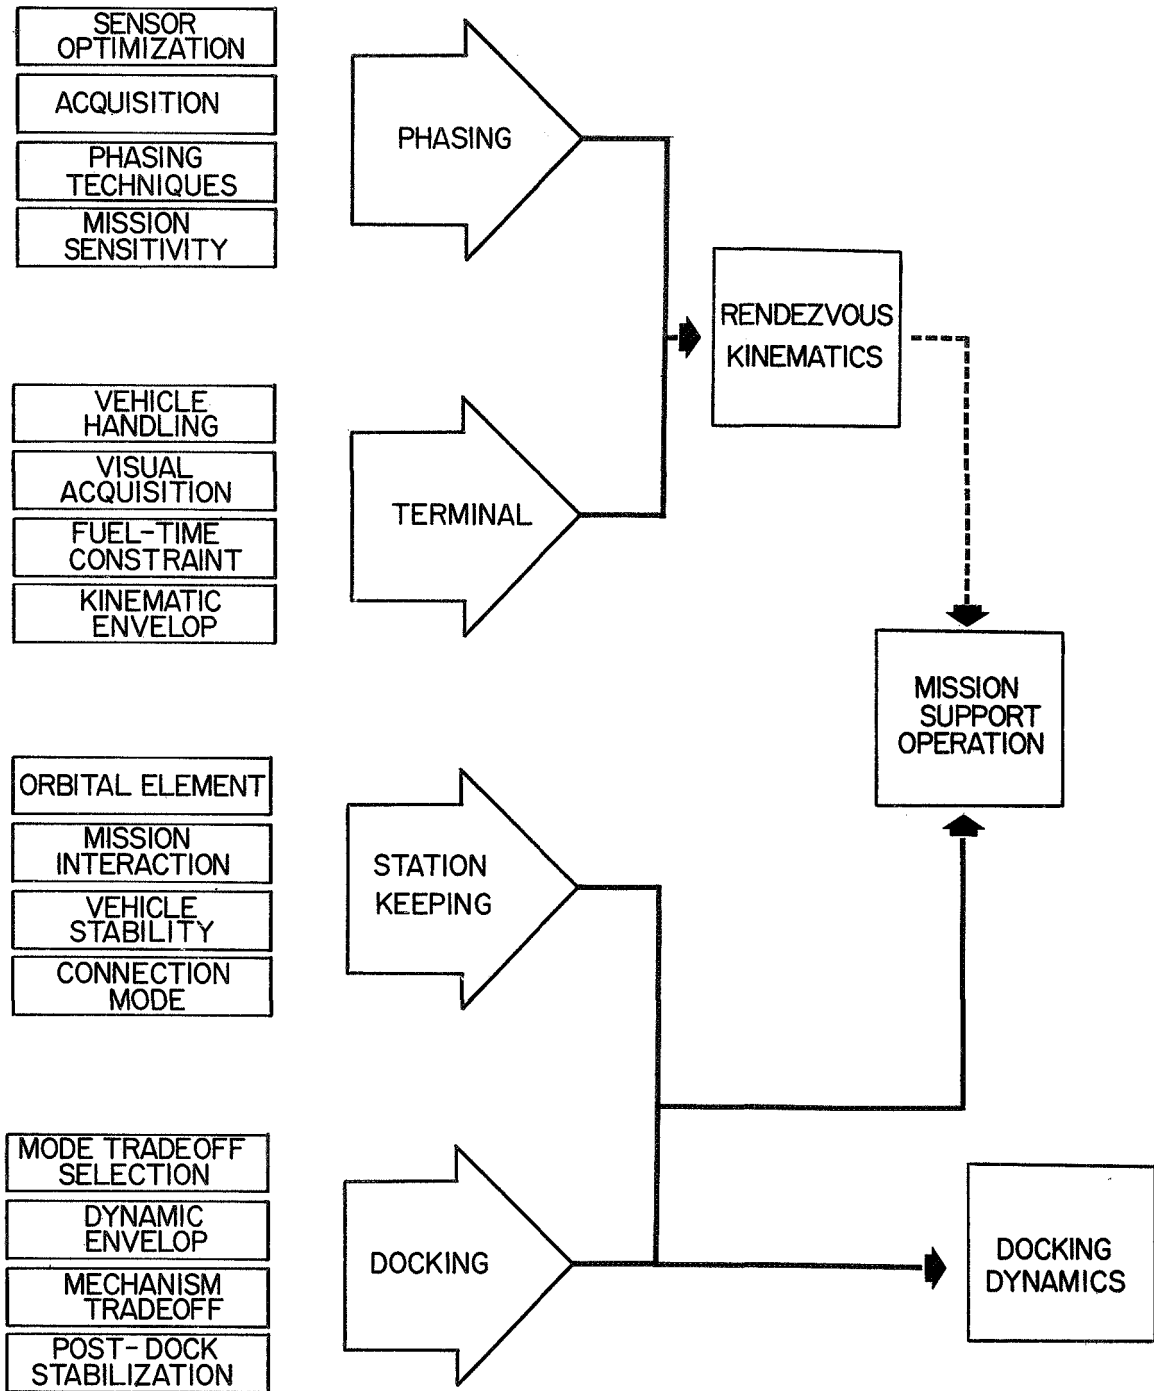 SENSOR
OPTIMIZATION
ACQUISITION
PHASING
TECHNIQUES
MISSION
SENSITIVITY
PHASING
RENDEZVOUS
KINEMATICS
VEHICLE
HANDLING
VISUAL
ACQUISITION
FUEL-TIME
CONSTRAINT
KINEMATIC
ENVELOP
TERMINAL
MISSION
SUPPORT
OPERATION
ORBITAL ELEMENT
MISSION
INTERACTION
VEHICLE
STABILITY
CONNECTION
MODE
STATION
KEEPING
MODE TRADEOFF
SELECTION
DYNAMIC
ENVELOP
MECHANISM
TRADEOFF
POST-DOCK
STABILIZATION
DOCKING
DOCKING
DYNAMICS